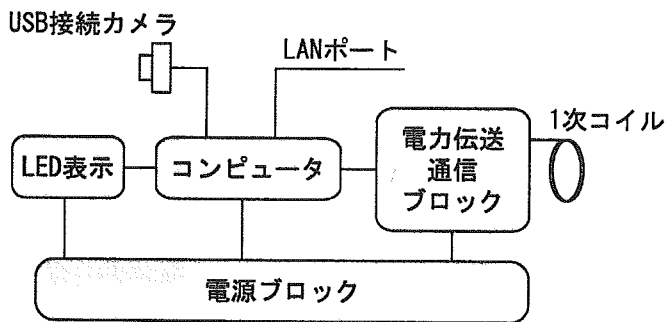 USB接続カメラ
LANポート
1次コイル
LED表示
コンピュータ
電力伝送
通信
ブロック
電源ブロック